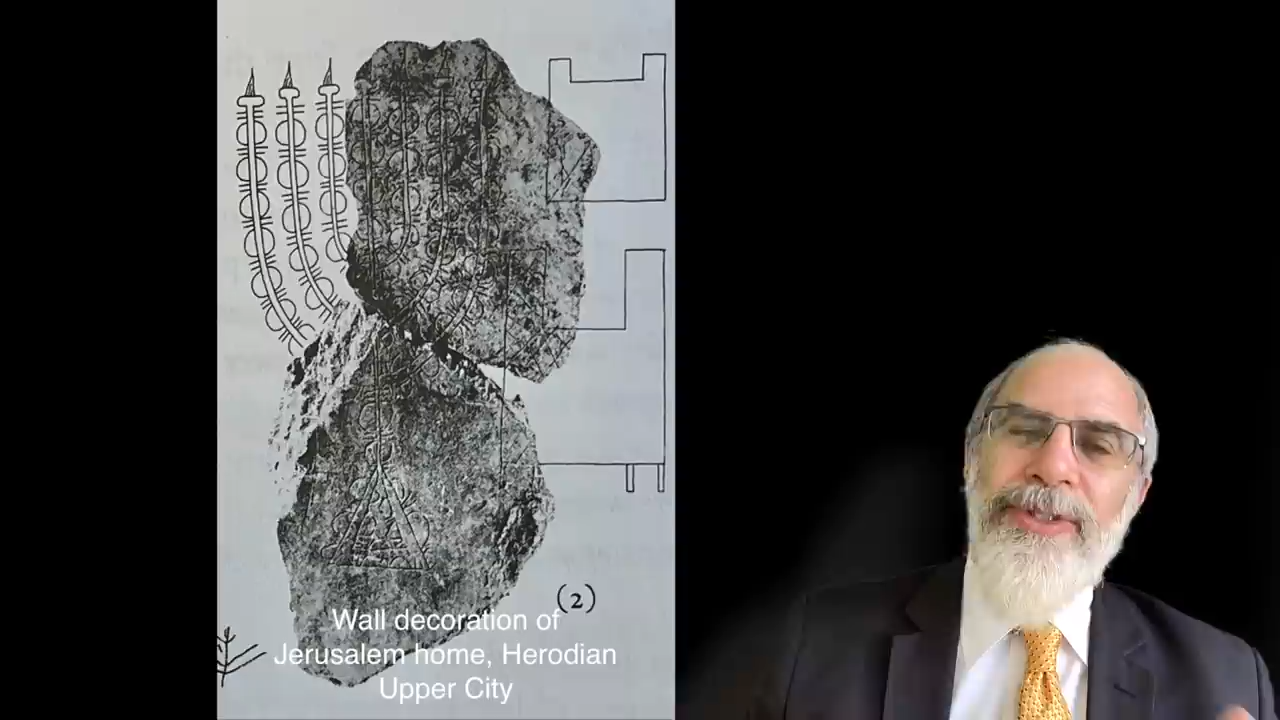 (2)
Wall decoration of
Jerusalem home, Herodian
Upper City